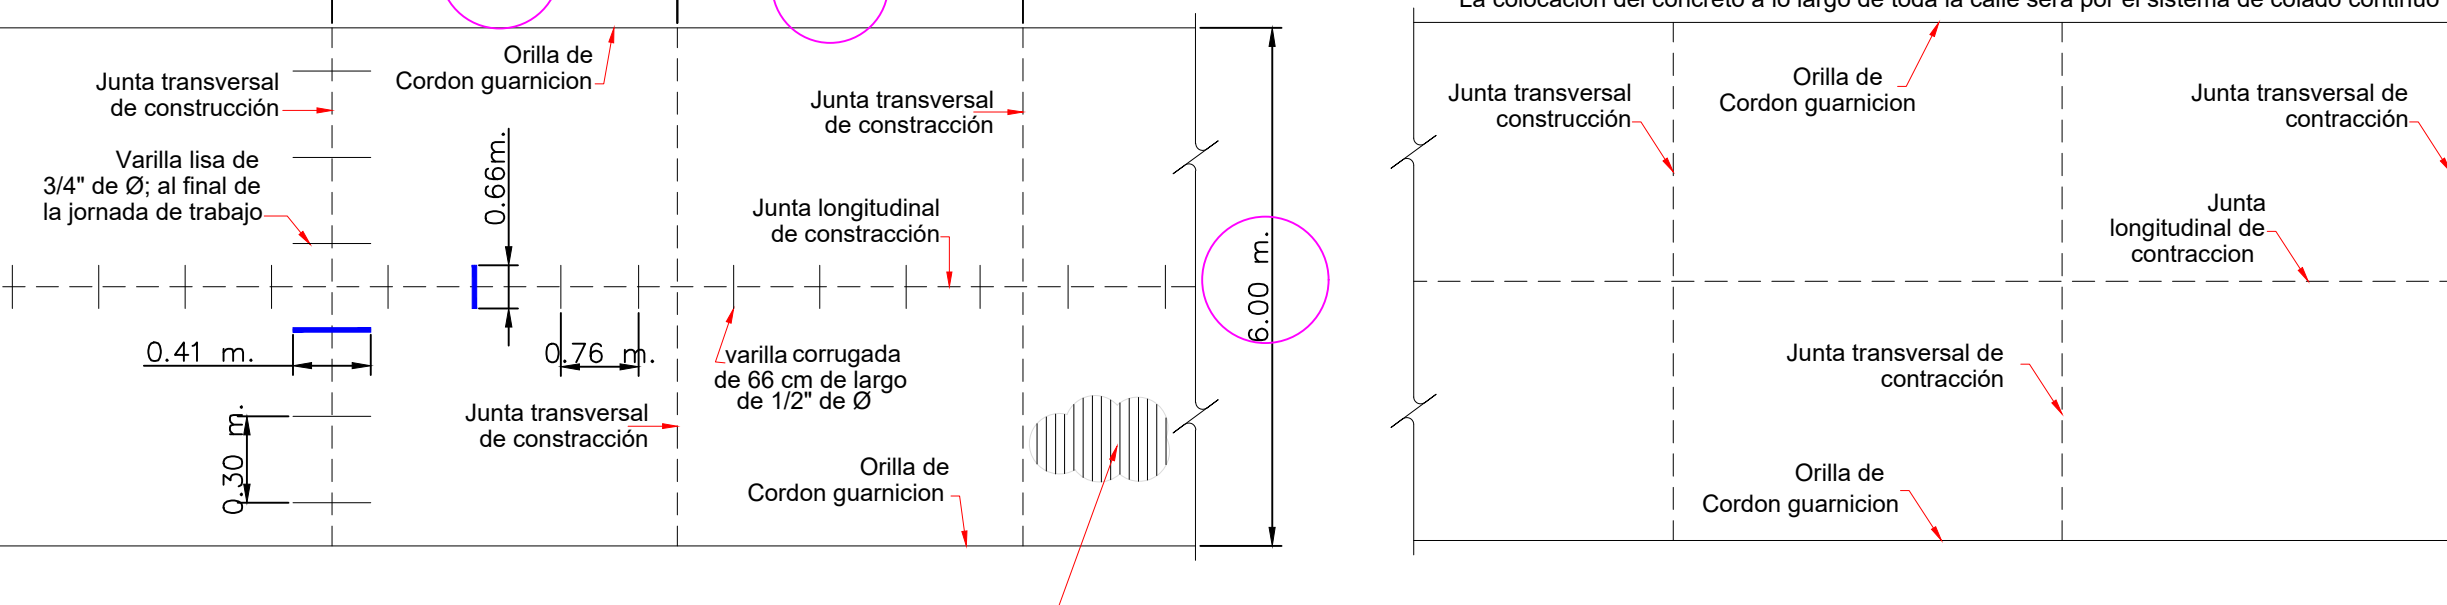 La colocación del concreto a lo largo de toda la calle será por el sistema de colado continuo
Orilla de
Cordon guarnicion
Junta transversal
de construcción
Varilla lisa de
3/4" de Ø; al final de
la jornada de trabajo
0.66m.
Junta transversal
de constracción
Junta longitudinal
de constracción
6.00 m.
0.41 m.
0.76 m.
varilla corrugada
de 66 cm de largo
de 1/2" de Ø
0.30 m.
Junta transversal
de constracción
Orilla de
Cordon guarnicion
Orilla de
Cordon guarnicion
Junta transversal
construcción
Junta transversal de
contracción
Junta
longitudinal de
contraccion
Junta transversal de
contracción
Orilla de
Cordon guarnicion